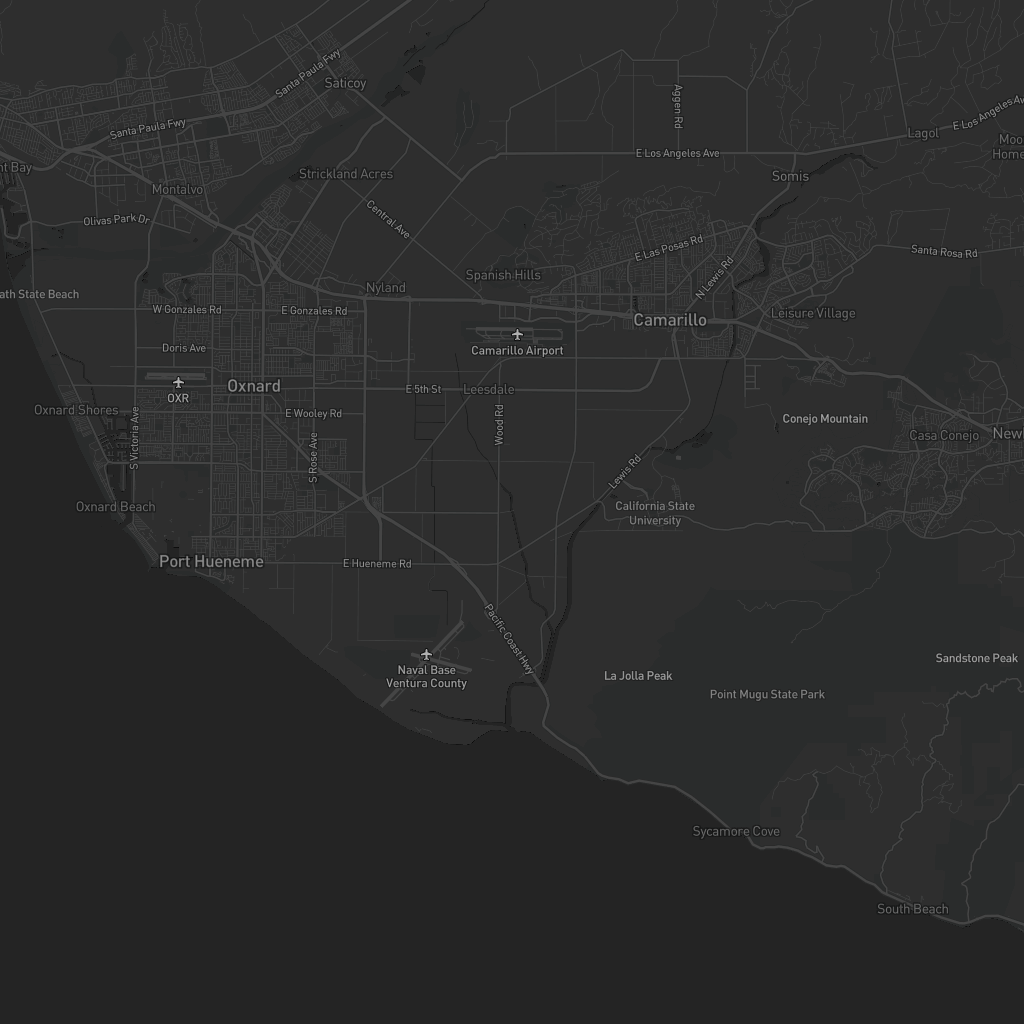 Santa Paula Fwy
Saticoy
Aggen Rd
Santa Paula Fwy
E Los Angeles Av
Lagol
E Los Angeles Ave
nt Bay
Moo
Home
Strickland Acres
Somis
Montalvo
Olivas Park Dr
Central Ave
E Las Posas Rd
Santa Rosa Rd
Spanish Hills
N Lewis Rd
Nyland
ath State Beach
W Gonzales Rd
E Gonzales Rd
Camarillo
Leisure Village
Doris Ave
Camarillo Airport
Oxnard
E 5th St
Leesdale
OXR
Oxnard Shores
E Wooley Rd
Wood Rd
Conejo Mountain
S Victoria Ave
S Rose Ave
Casa Conejo
Newb
Lewis Rd
Oxnard Beach
California State
University
Port Hueneme
E Hueneme Rd
Pacific Coast Hwy
Naval Base
Ventura County
La Jolla Peak
Sandstone Peak
Point Mugu State Park
Sycamore Cove
South Beach